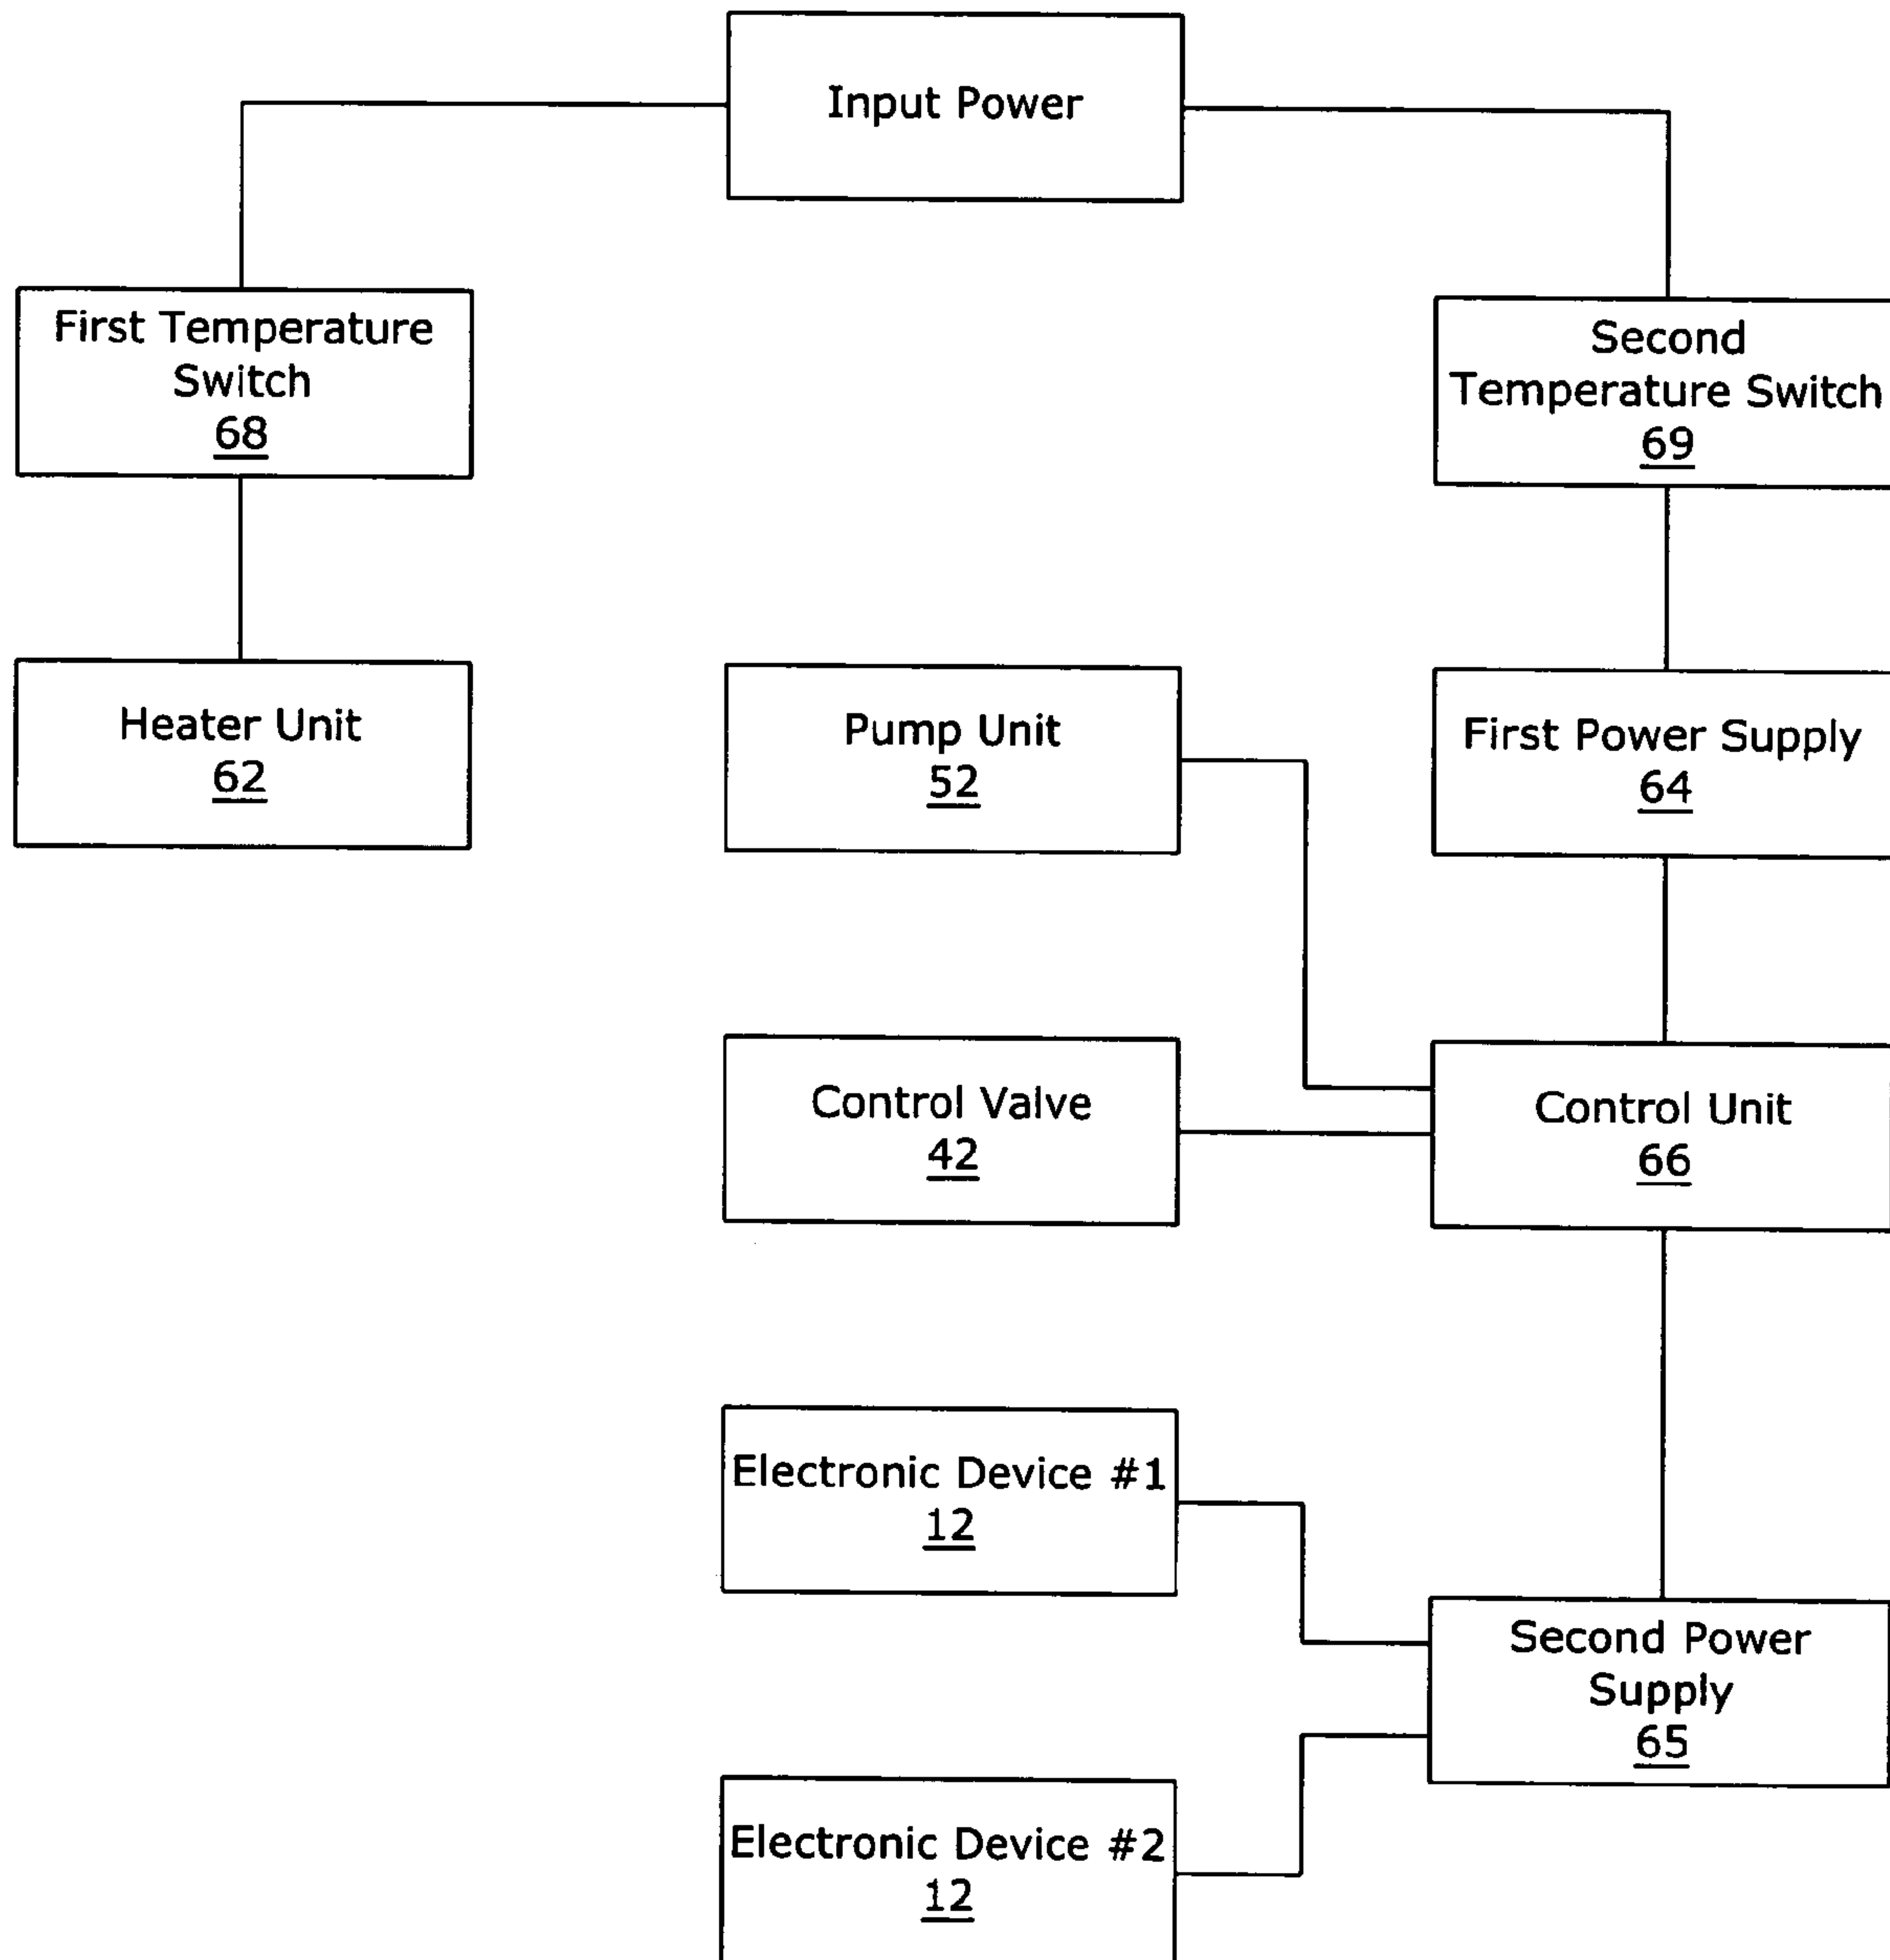 Input Power
First Temperature
Switch
68
Second
Temperature Switch
69
Heater Unit
62
Pump Unit
52
First Power Supply
64
Control Valve
42
Control Unit
66
Electronic Device #1
12
Second Power
Supply
65
Electronic Device #2
12